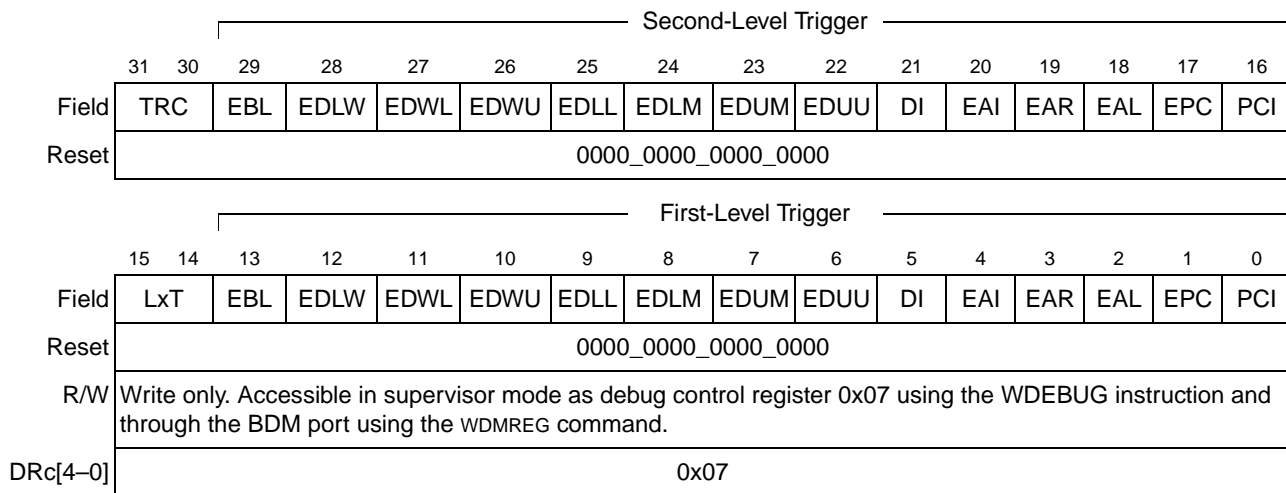 Second-Level Trigger
31 30 29 28 27 26 25 24 23 22 21 20 19 18 17 16
Field TRC EBL EDLW EDWL EDWU EDLL EDLM EDUM EDUU DI EAI EAR EAL EPC PCI
Reset 0000_0000_0000_0000
First-Level Trigger
15 14 13 12 11 10 9 8 7 6 5 4 3 2 1 0
Field LxT EBL EDLW EDWL EDWU EDLL EDLM EDUM EDUU DI EAI EAR EAL EPC PCI
Reset 0000_0000_0000_0000
R/W Write only. Accessible in supervisor mode as debug control register 0x07 using the WDEBUG instruction and
through the BDM port using the WDMREG command.
DRc[4–0] 0x07